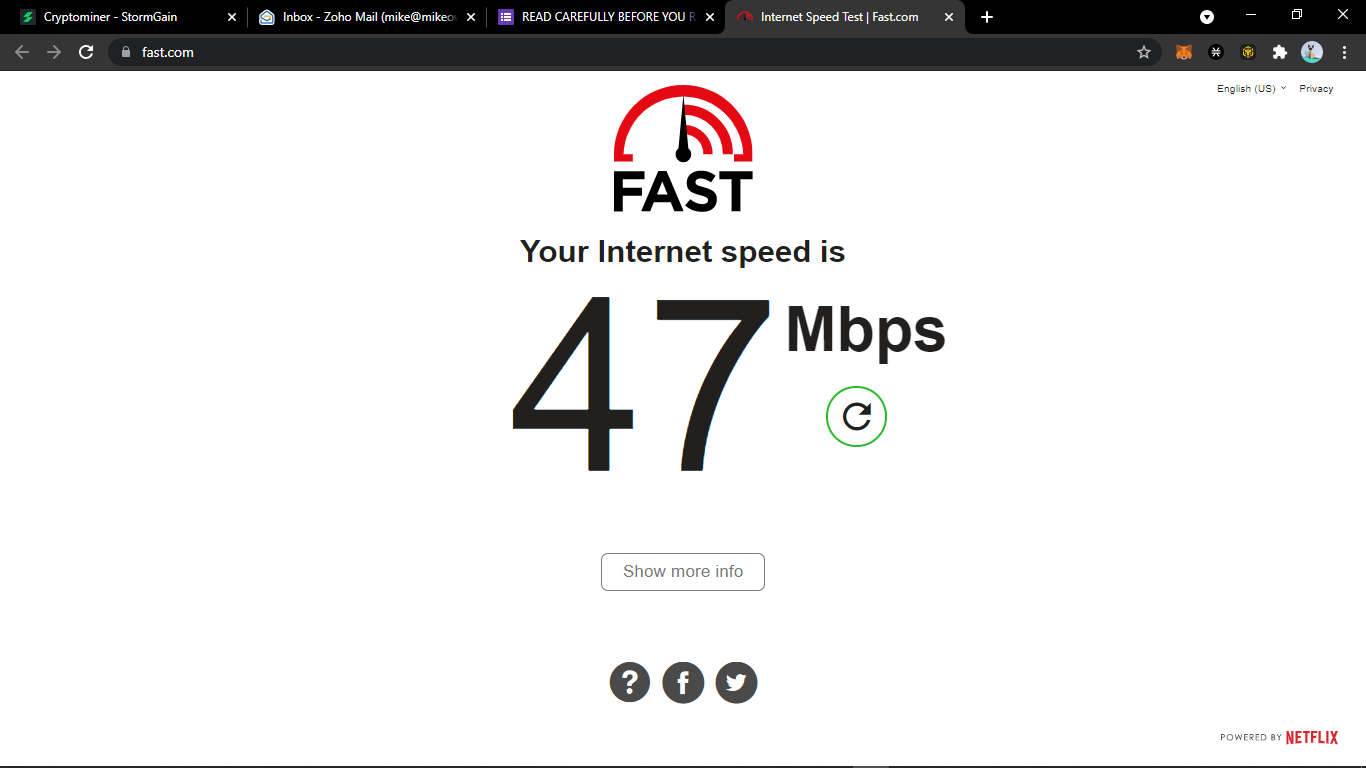 Cryptominer - StormGain
Inbox - Zoho Mail (mike@mikeo
READ CAREFULLY BEFORE YOU R
Internet Speed Test | Fast.com
fast.com
English (US)
Privacy
FAST
Your Internet speed is
47 Mbps
Show more info
POWERED BY NETFLIX